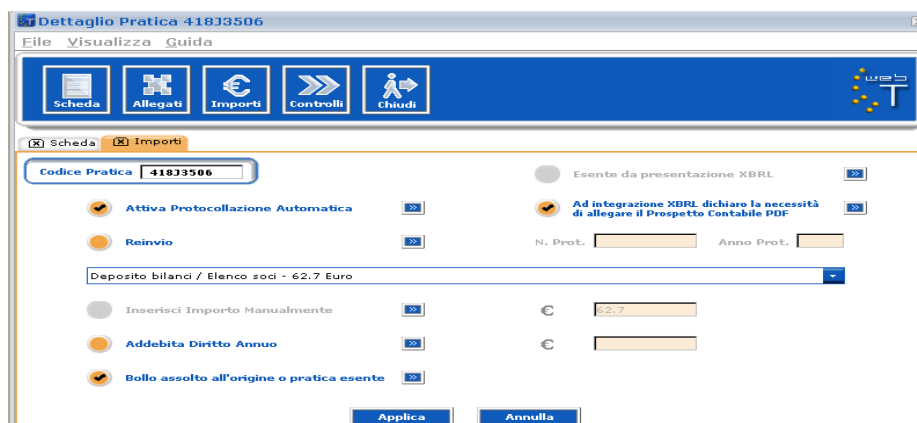 Dettaglio Pratica 418J3506
File Visualizza Guida
Scheda Allegati Importi Controlli Chiudi
web
T
Scheda Importi
Codice Pratica 418J3506
Esente da presentazione XBRL
Attiva Protocollazione Automatica
Ad integrazione XBRL dichiaro la necessità
di allegare il Prospetto Contabile PDF
Reinvio
N. Prot. Anno Prot.
Deposito bilanci / Elenco soci - 62.7 Euro
Inserisci Importo Manualmente € 62.7
Addebita Diritto Annuo €
Bollo assolto all'origine o pratica esente
Applica Annulla